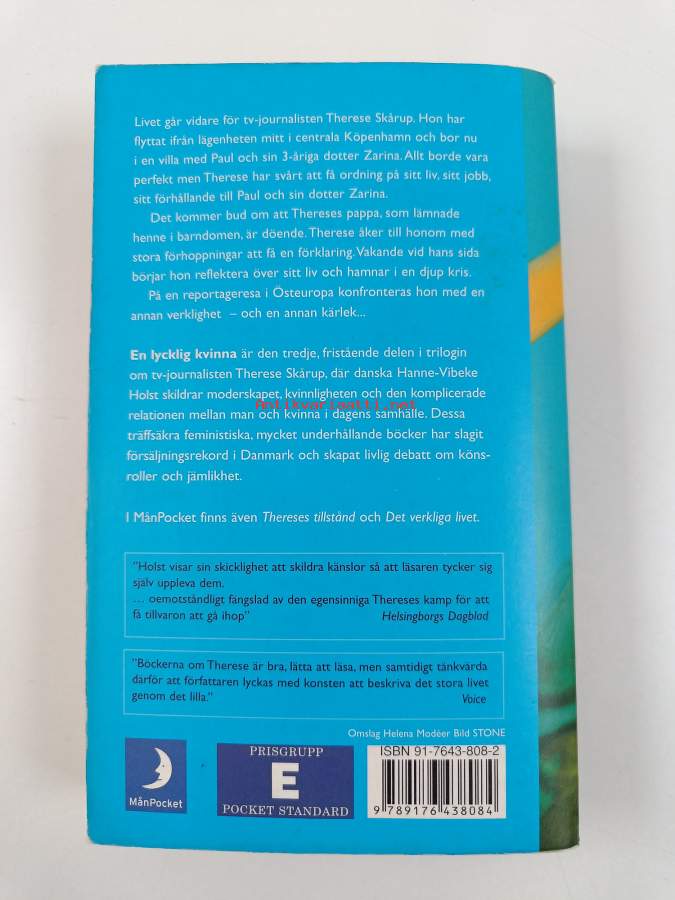 Livet går vidare för tv-journalisten Therese Skårup. Hon har
flyttat ifrån lägenheten mitt i centrala Köpenhamn och bor nu
i en villa med Paul och sin 3-åriga dotter Zarina. Allt borde vara
perfekt men Therese har svårt att få ordning på sitt liv, sitt jobb,
sitt förhållande till Paul och sin dotter Zarina.
Det kommer bud om att Thereses pappa, som lämnade
henne i barndomen, är döende. Therese åker till honom med
stora förhoppningar att få en förklaring. Vakande vid hans sida
börjar hon reflektera över sitt liv och hamnar i en djup kris.
På en reportageresa i Östeuropa konfronteras hon med en
annan verklighet – och en annan kärlek...
En lycklig kvinna är den tredje, fristående delen i trilogin
om tv-journalisten Therese Skårup, där danska Hanne-Vibeke
Holst skildrar moderskapet, kvinnligheten och den komplicerade
Antikvariaatti.net
relationen mellan man och kvinna i dagens samhälle. Dessa
träffsäkra feministiska, mycket underhållande böcker har slagit
försäljningsrekord i Danmark och skapat livlig debatt om köns-
roller och jämlikhet.
I MånPocket finns även Thereses tillstånd och Det verkliga livet.
"Holst visar sin skicklighet att skildra känslor så att läsaren tycker sig
själv uppleva dem.
... oemotståndligt fängslad av den egensinniga Thereses kamp för att
få tillvaron att gå ihop" Helsingborgs Dagblad
"Böckerna om Therese är bra, lätta att läsa, men samtidigt tänkvärda
därför att författaren lyckas med konsten att beskriva det stora livet
genom det lilla." Voice
Omslag Helena Modéer Bild STONE
MånPocket
PRISGRUPP
E
POCKET STANDARD
ISBN 91-7643-808-2
9 789176 438084